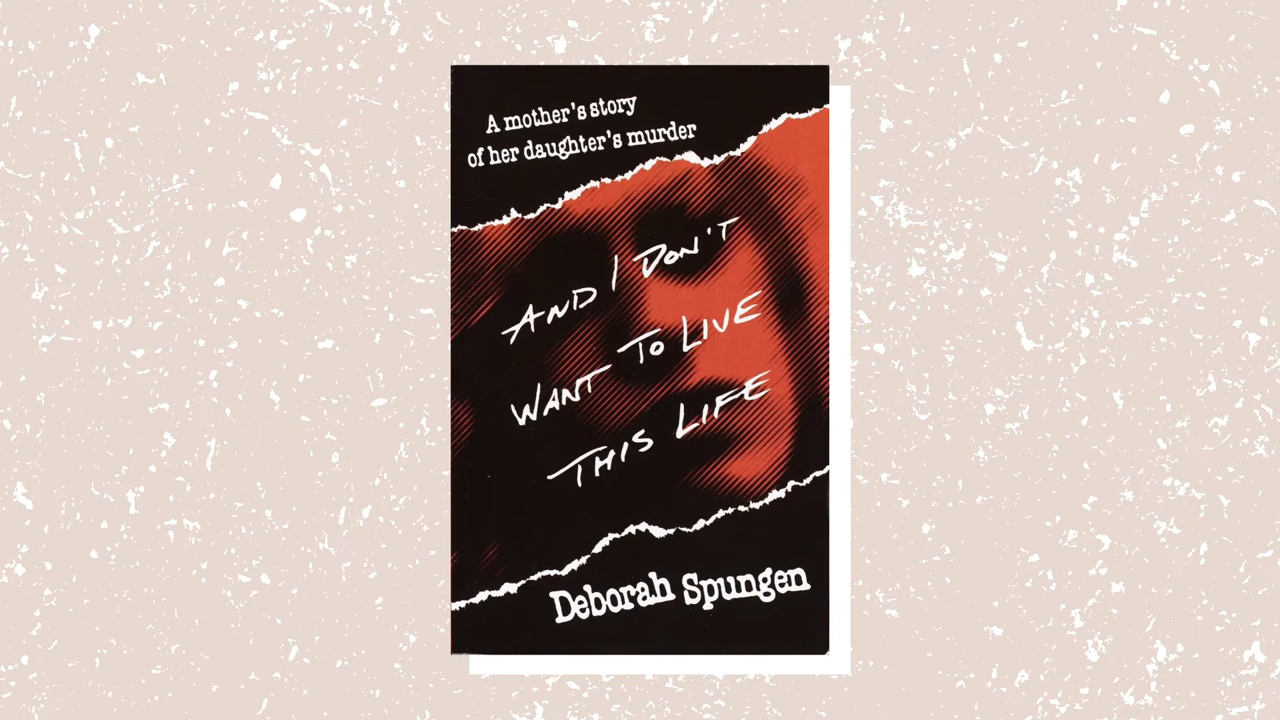 A mother's story
of her daughter's murder
AND I DON'T
WANT TO LIVE
THIS LIFE
Deborah Spungen